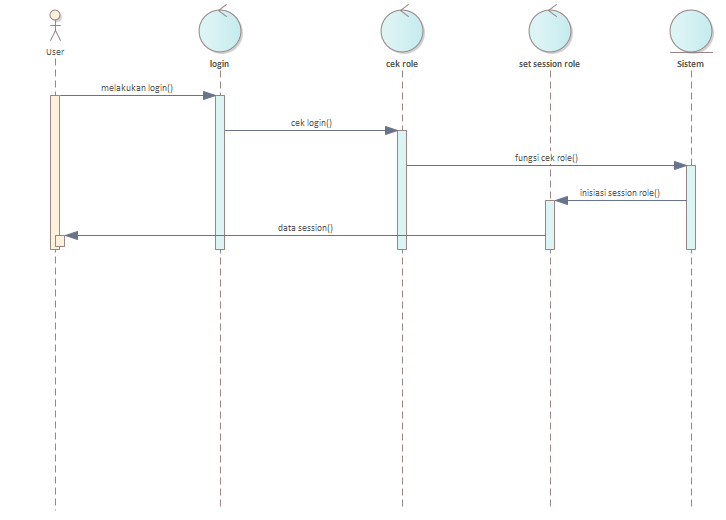 User
login
cek role
set session role
Sistem
melakukan login()
cek login()
fungsi cek role()
inisiasi session role()
data session()